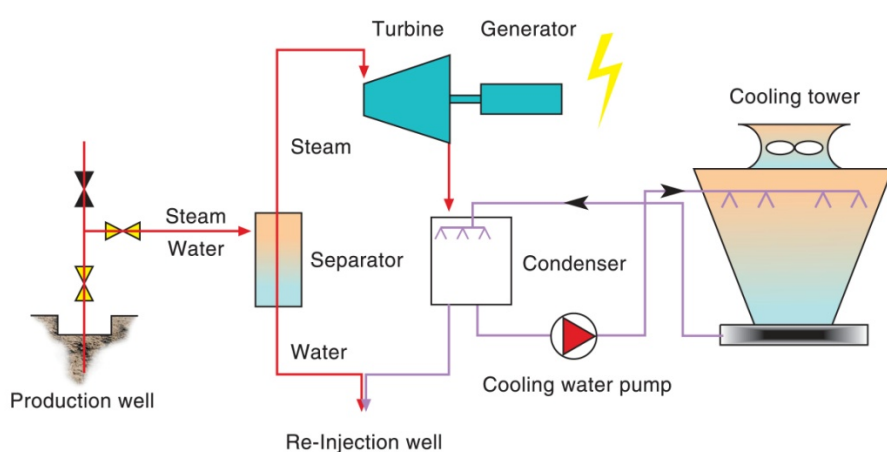 Turbine
Generator
Cooling tower
Steam
Steam
Water
Separator
Condenser
Water
Cooling water pump
Production well
Re-Injection well